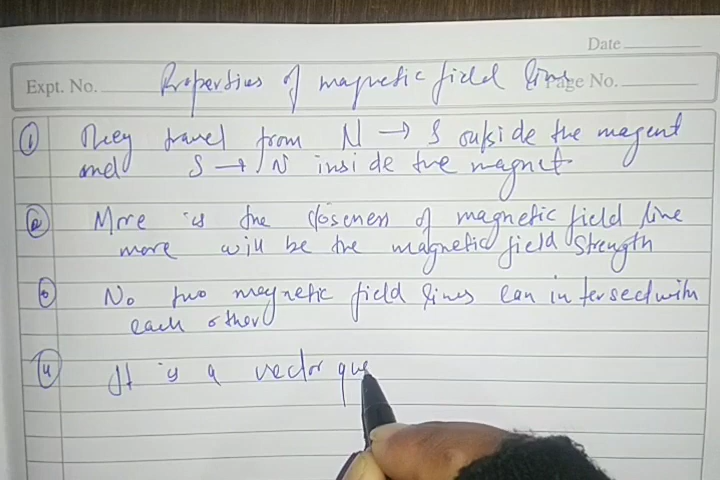 Date
Expt. No. Properties of magnetic field lines Page No.
① They travel from N → S outside the magent
and S → N inside the magnet
② More is the closeness of magnetic field line
more will be the magnetic field strength
③ No two magnetic field lines can intersect with
each other
④ It is a vector qua